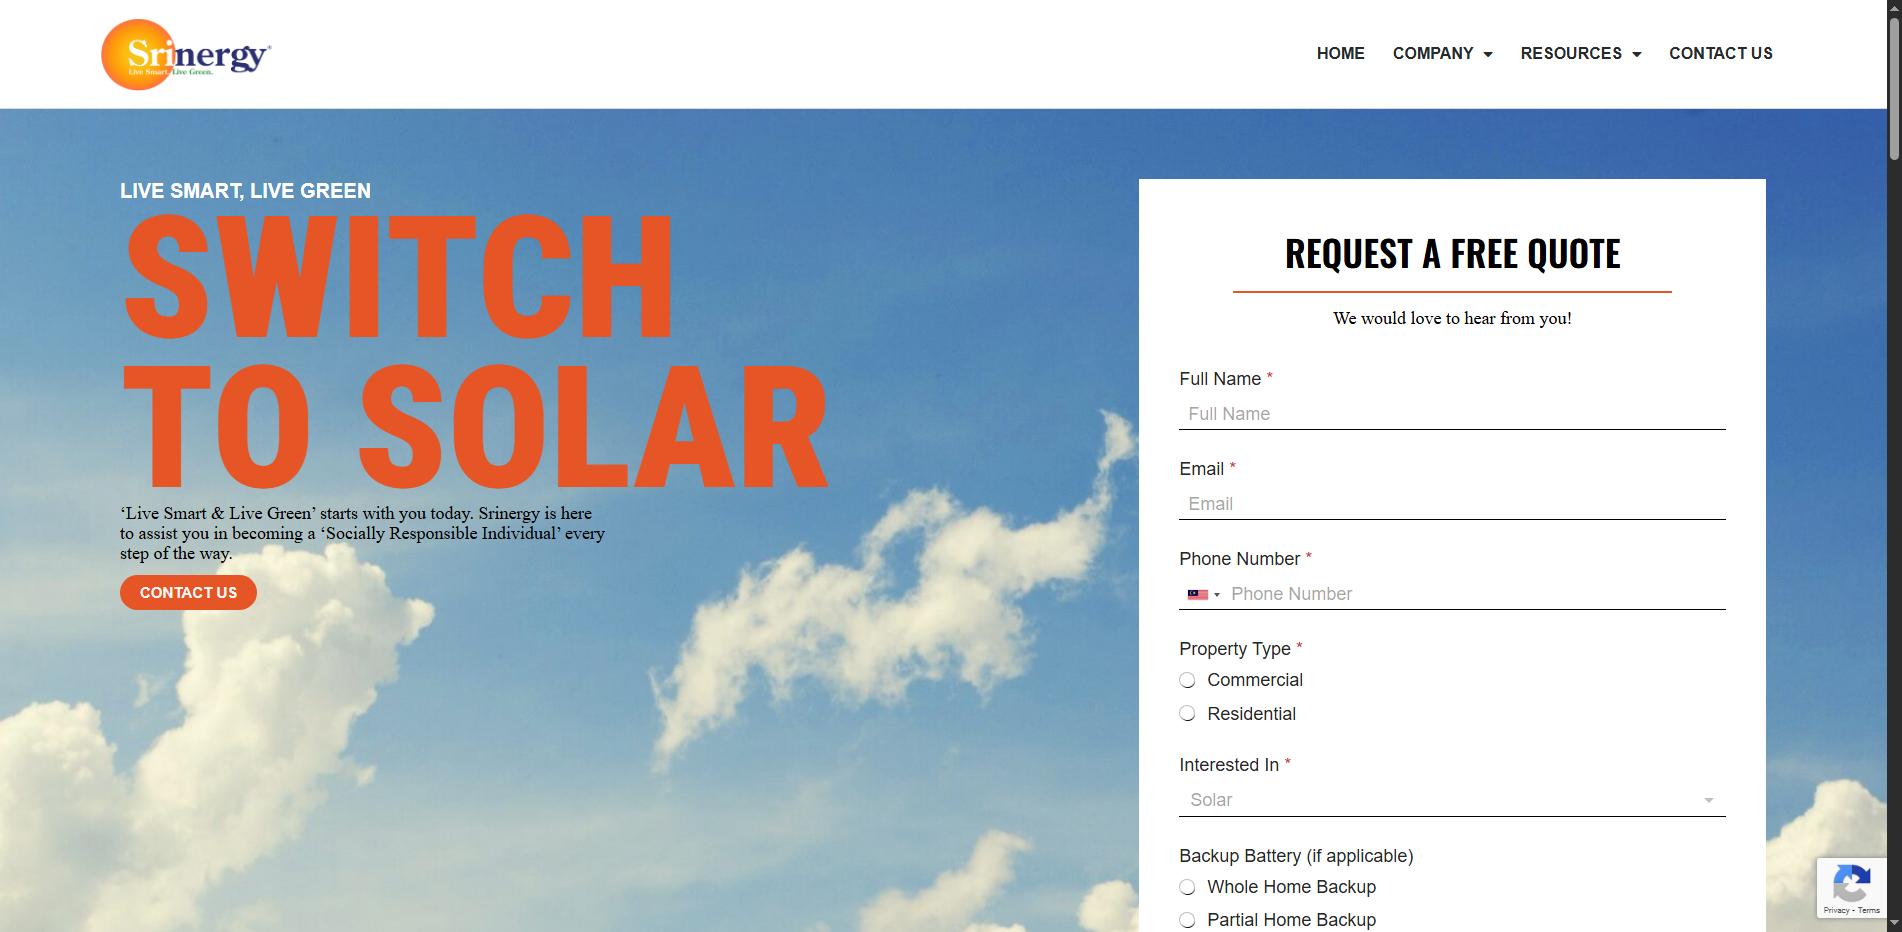 Srinergy
Live Smart. Live Green.
HOME
COMPANY
RESOURCES
CONTACT US
LIVE SMART, LIVE GREEN
SWITCH
TO SOLAR
‘Live Smart & Live Green’ starts with you today. Srinergy is here
to assist you in becoming a ‘Socially Responsible Individual’ every
step of the way.
CONTACT US
REQUEST A FREE QUOTE
We would love to hear from you!
Full Name *
Full Name
Email *
Email
Phone Number *
Phone Number
Property Type *
Commercial
Residential
Interested In *
Solar
Backup Battery (if applicable)
Whole Home Backup
Partial Home Backup
Privacy - Terms